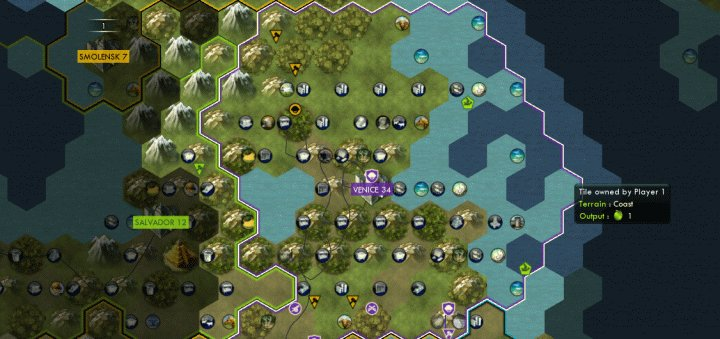 1
SMOLENSK 7
VENICE 34
Tile owned by Player 1
Terrain : Coast
Output : 1
SALVADOR 12